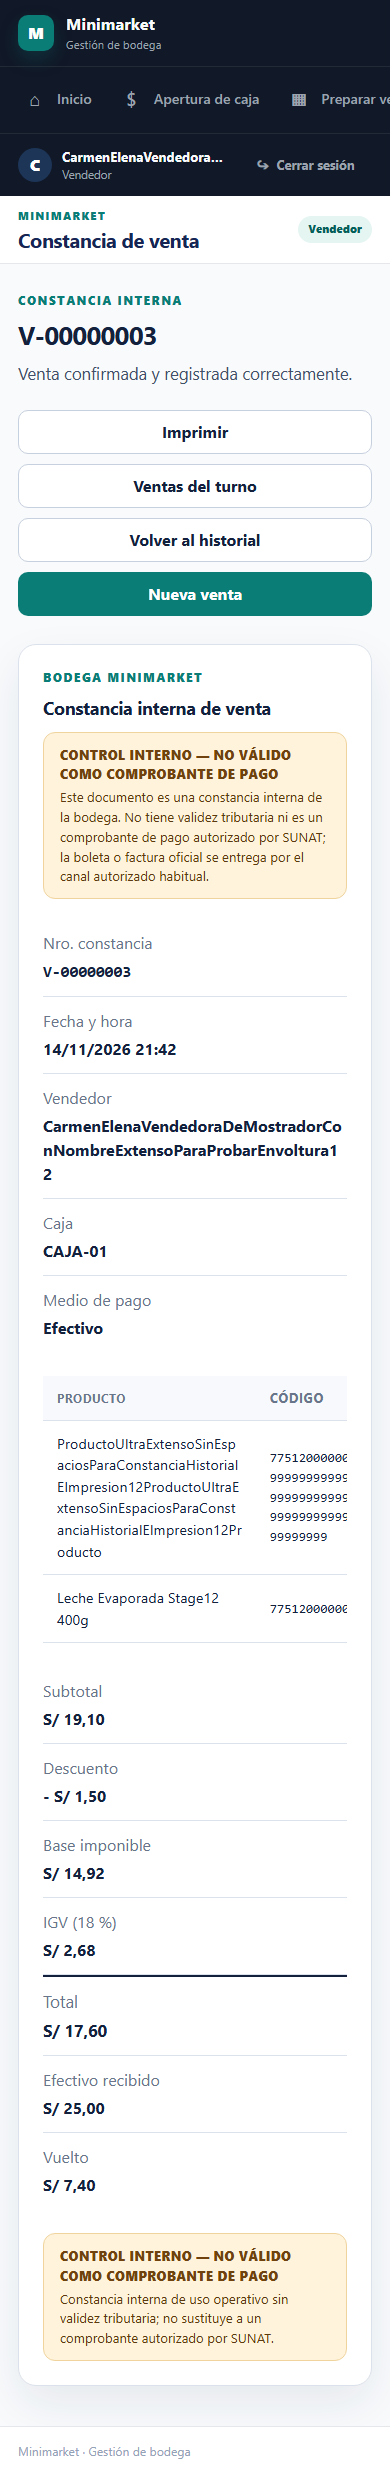 M
Minimarket
Gestión de bodega
Inicio
$ Apertura de caja
Preparar ve
C
CarmenElenaVendedora...
Vendedor
Cerrar sesión
MINIMARKET
Constancia de venta
Vendedor
CONSTANCIA INTERNA
V-00000003
Venta confirmada y registrada correctamente.
Imprimir
Ventas del turno
Volver al historial
Nueva venta
BODEGA MINIMARKET
Constancia interna de venta
CONTROL INTERNO — NO VÁLIDO
COMO COMPROBANTE DE PAGO
Este documento es una constancia interna de
la bodega. No tiene validez tributaria ni es un
comprobante de pago autorizado por SUNAT;
la boleta o factura oficial se entrega por el
canal autorizado habitual.
Nro. constancia
V-00000003
Fecha y hora
14/11/2026 21:42
Vendedor
CarmenElenaVendedoraDeMostradorCo
nNombreExtensoParaProbarEnvoltura1
2
Caja
CAJA-01
Medio de pago
Efectivo
PRODUCTO CÓDIGO
ProductoUltraExtensoSinEsp
aciosParaConstanciaHistorial
EImpresion12ProductoUltraE
xtensoSinEspaciosParaConst
anciaHistorialEImpresion12Pr
oducto
77512000000
99999999999
99999999999
99999999999
99999999
Leche Evaporada Stage12
400g
77512000000
Subtotal
S/ 19,10
Descuento
- S/ 1,50
Base imponible
S/ 14,92
IGV (18 %)
S/ 2,68
Total
S/ 17,60
Efectivo recibido
S/ 25,00
Vuelto
S/ 7,40
CONTROL INTERNO — NO VÁLIDO
COMO COMPROBANTE DE PAGO
Constancia interna de uso operativo sin
validez tributaria; no sustituye a un
comprobante autorizado por SUNAT.
Minimarket · Gestión de bodega